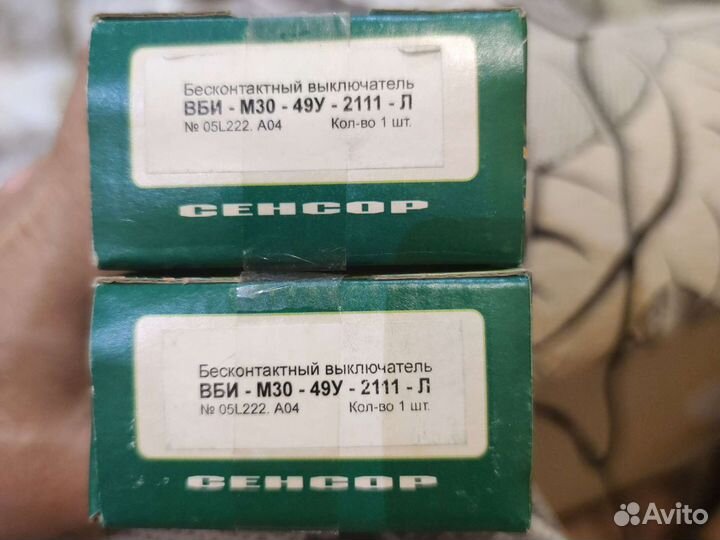 Бесконтактный выключатель
ВБИ - М30 - 49У - 2111 - Л
№ 05L222. А04 Кол-во 1 шт.
СЕНСОР
Бесконтактный выключатель
ВБИ - М30 - 49У - 2111 - Л
№ 05L222. А04 Кол-во 1 шт.
СЕНСОР
Avito